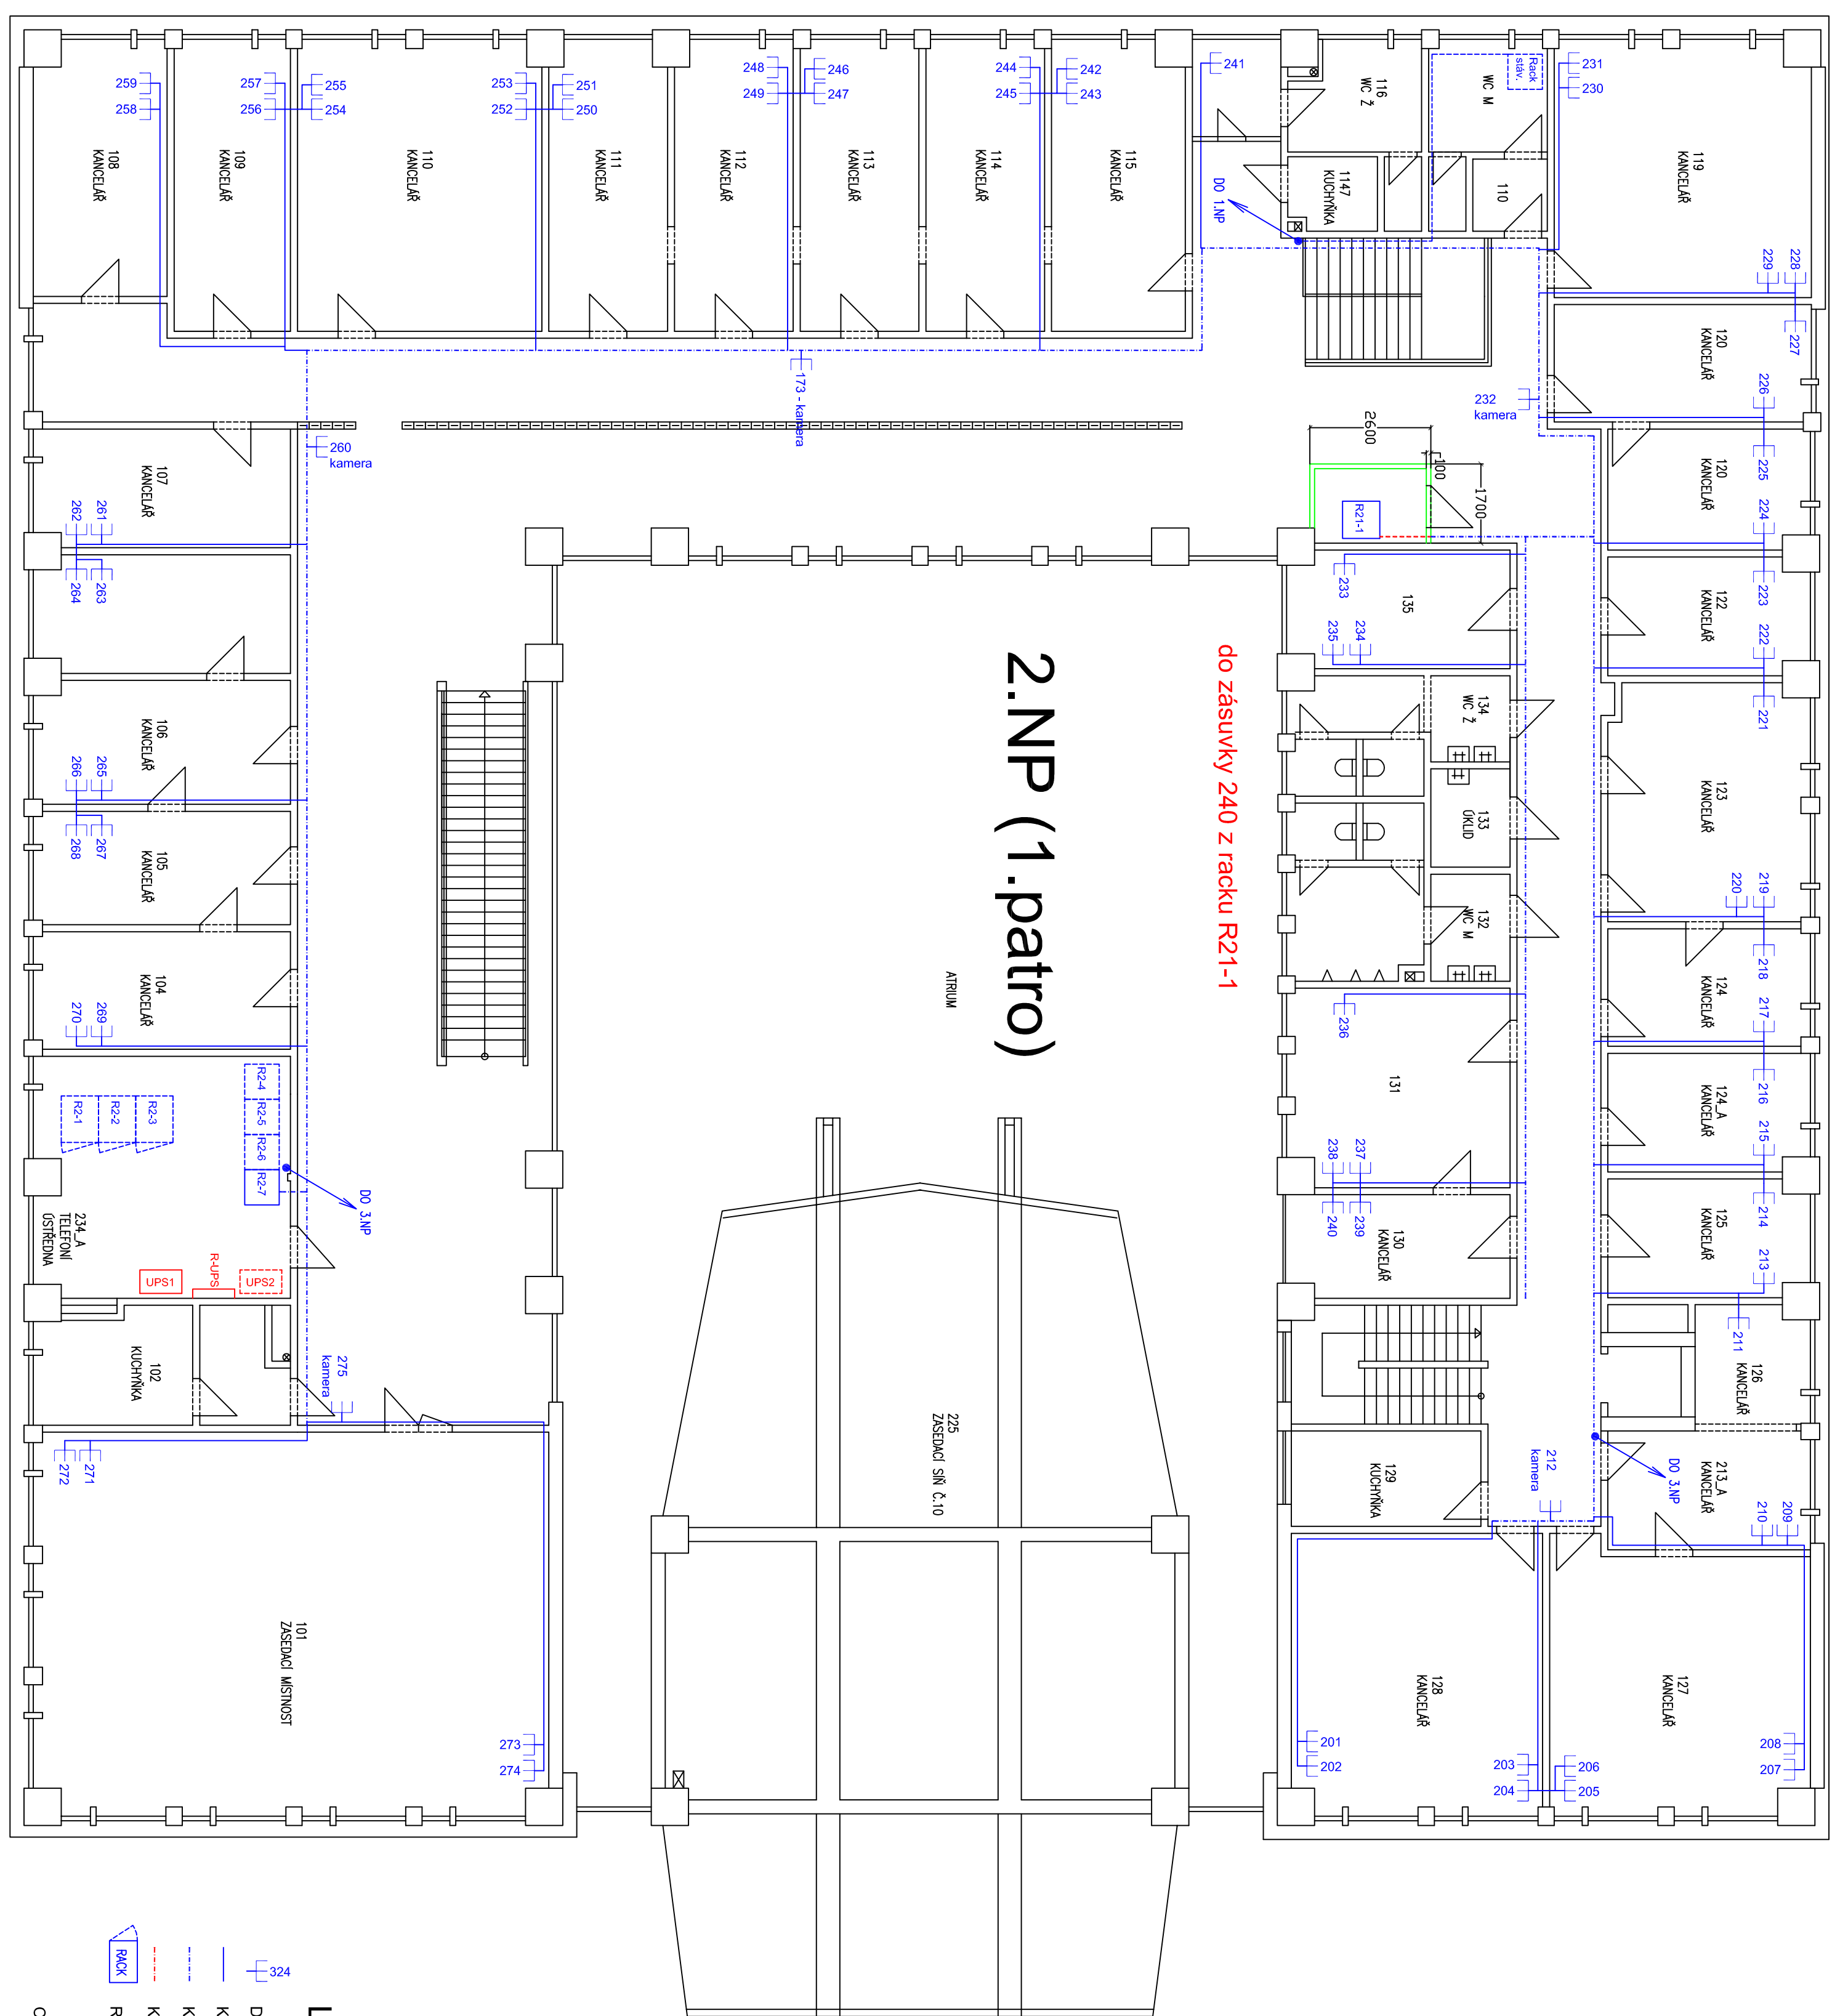 2.NP (1.patro)
do zásuvky 240 z racku R21-1
ATRIUM
259
258
257
256
255
254
253
252
251
250
248
249
246
247
244
245
242
243
241
231
230
Rack
stáv.
108
KANCELÁŘ
109
KANCELÁŘ
110
KANCELÁŘ
111
KANCELÁŘ
112
KANCELÁŘ
113
KANCELÁŘ
114
KANCELÁŘ
115
KANCELÁŘ
116
WC Ž
WC M
110
1147
KUCHYŇKA
DO 1.NP
119
KANCELÁŘ
229
228
227
120
KANCELÁŘ
226
225
120
KANCELÁŘ
224
223
122
KANCELÁŘ
222
221
123
KANCELÁŘ
220
219
218
124
KANCELÁŘ
217
216
124_A
KANCELÁŘ
215
214
125
KANCELÁŘ
213
211
126
KANCELÁŘ
213_A
KANCELÁŘ
210
209
DO 3.NP
212
kamera
127
KANCELÁŘ
208
207
206
205
128
KANCELÁŘ
203
204
201
202
129
KUCHYŇKA
173 - kamera
232
kamera
260
kamera
2600
100
1700
R21-1
233
135
235
234
134
WC Ž
133
ÚKLID
132
WC M
236
131
238
237
240
239
130
KANCELÁŘ
107
KANCELÁŘ
262
261
264
263
106
KANCELÁŘ
266
265
268
267
105
KANCELÁŘ
104
KANCELÁŘ
270
269
R2-1
R2-2
R2-3
R2-4
R2-5
R2-6
R2-7
DO 3.NP
234_A
TELEFONÍ
ÚSTŘEDNA
UPS1
R-UPS
UPS2
102
KUCHYŇKA
275
kamera
272
271
101
ZASEDACÍ MÍSTNOST
273
274
225
ZASEDACÍ SÍŇ Č.10
L
324
D
K
K
K
RACK
R